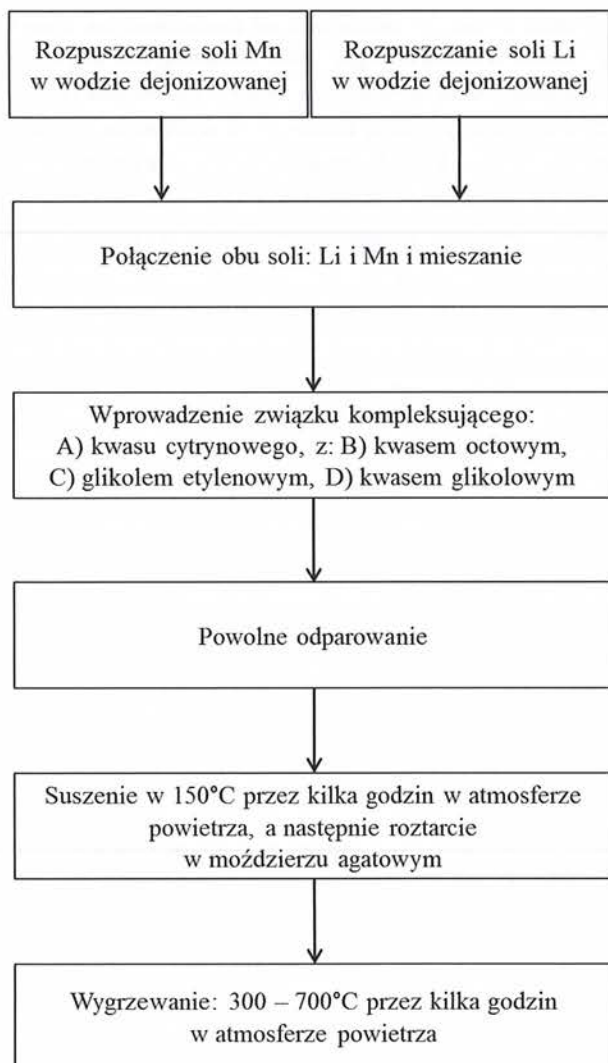 Rozpuszczanie soli Mn
w wodzie dejonizowanej
Rozpuszczanie soli Li
w wodzie dejonizowanej
Połączenie obu soli: Li i Mn i mieszanie
Wprowadzenie związku kompleksującego:
A) kwasu cytrynowego, z: B) kwasem octowym,
C) glikolem etylenowym, D) kwasem glikolowym
Powolne odparowanie
Suszenie w 150°C przez kilka godzin w atmosferze
powietrza, a następnie roztarcie
w moździerzu agatowym
Wygrzewanie: 300 – 700°C przez kilka godzin
w atmosferze powietrza